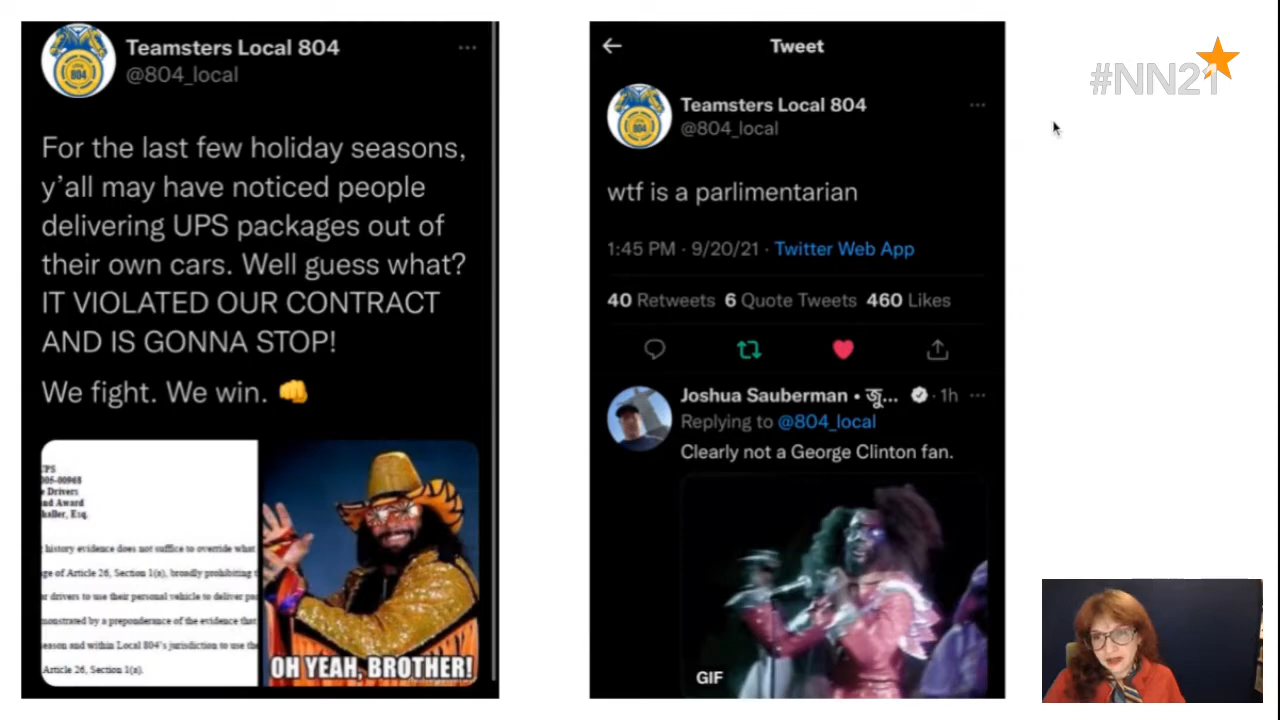 Teamsters Local 804
@804_local
For the last few holiday seasons,
y'all may have noticed people
delivering UPS packages out of
their own cars. Well guess what?
IT VIOLATED OUR CONTRACT
AND IS GONNA STOP!
We fight. We win. 👊
005-00968
Drivers
Award
Esq.
history evidence does not suffice to override what
of Article 26, Section 1(a), broadly prohibiting
drivers to use their personal vehicle to deliver
by a preponderance of the evidence that
and within Local 804's jurisdiction to use the
Article 26, Section 1(a).
OH YEAH, BROTHER!
Tweet
804
Teamsters Local 804
@804_local
wtf is a parlimentarian
1:45 PM · 9/20/21 · Twitter Web App
40 Retweets 6 Quote Tweets 460 Likes
Joshua Sauberman • জু... · 1h
Replying to @804_local
Clearly not a George Clinton fan.
GIF
#NN21